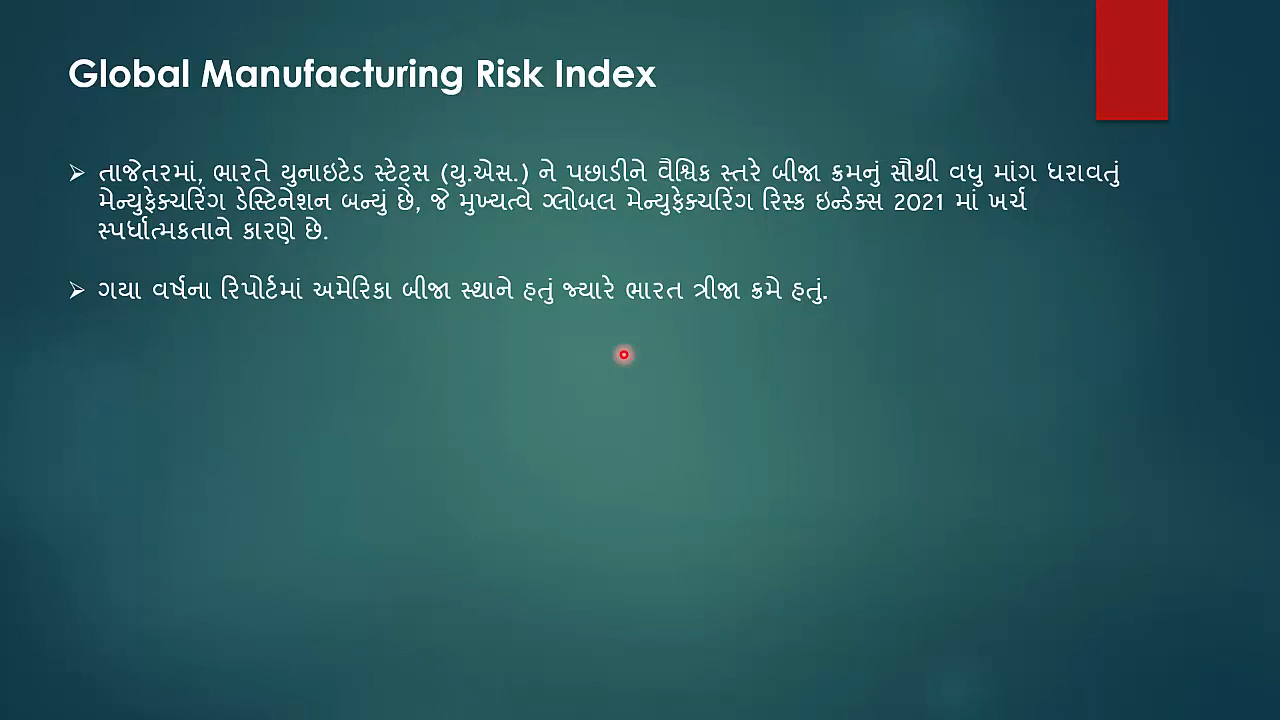 Global Manufacturing Risk Index
તાજેતરમાં, ભારતે યુનાઇટેડ સ્ટેટ્સ (યુ.એસ.) ને પછાડીને વૈશ્વિક સ્તરે બીજા ક્રમનું સૌથી વધુ માંગ ધરાવતું
મેન્યુફેક્ચરિંગ ડેસ્ટિનેશન બન્યું છે, જે મુખ્યત્વે ગ્લોબલ મેન્યુફેક્ચરિંગ રિસ્ક ઇન્ડેક્સ 2021 માં ખર્ચ
સ્પર્ધાત્મકતાને કારણે છે.
ગયા વર્ષના રિપોર્ટમાં અમેરિકા બીજા સ્થાને હતું જ્યારે ભારત ત્રીજા ક્રમે હતું.